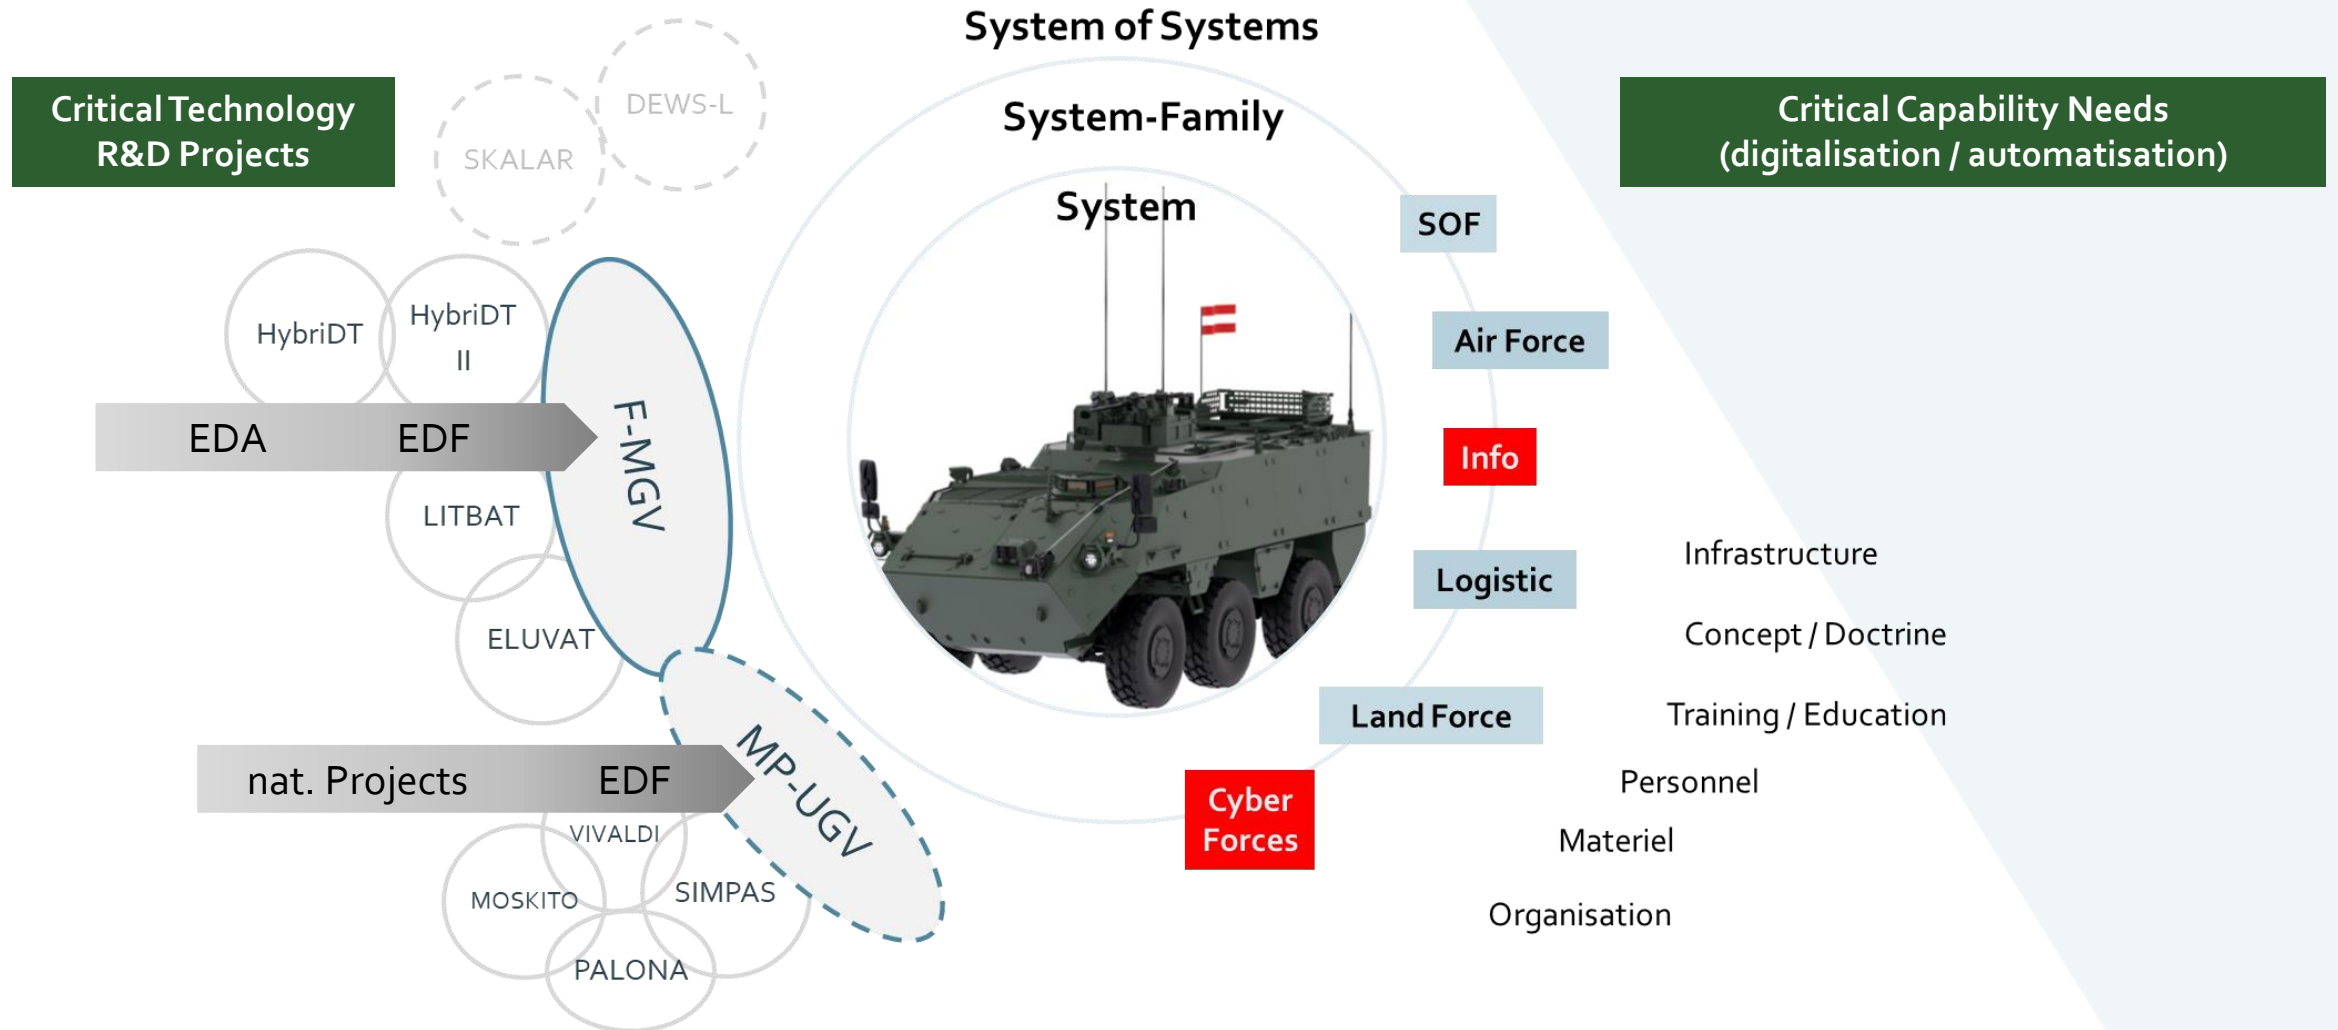 System of Systems
System-Family
System
Critical Technology
R&D Projects
DEWS-L
SKALAR
HybriDT
HybriDT
II
EDA
EDF
F-MGV
LITBAT
ELUVAT
nat. Projects
EDF
MP-UGV
VIVALDI
MOSKITO
SIMPAS
PALONA
SOF
Air Force
Info
Logistic
Land Force
Cyber
Forces
Critical Capability Needs
(digitalisation / automatisation)
Infrastructure
Concept / Doctrine
Training / Education
Personnel
Materiel
Organisation